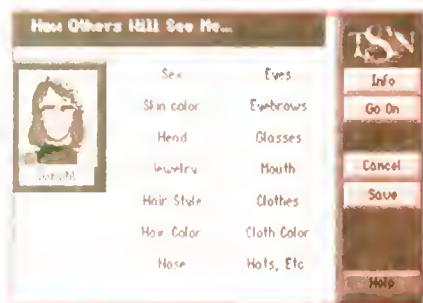 How Others Will See Me...
TSN
Sex
Eyes
Info
Skin color
Eyebrows
Go On
Head
Glasses
Jewelry
Mouth
Cancel
Hair Style
Clothes
Save
Hair Color
Cloth Color
Nose
Hats, Etc
Help